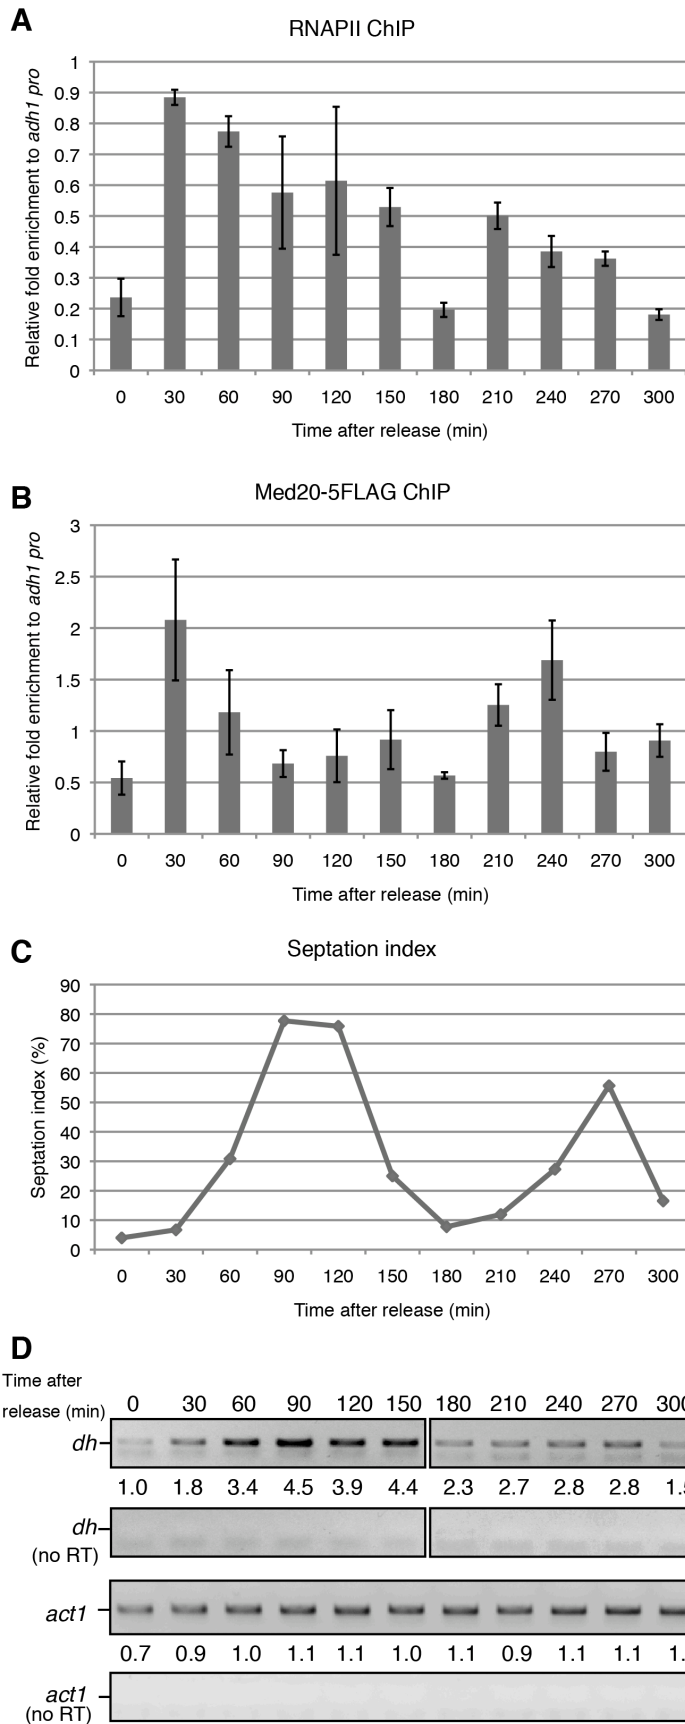 A
RNAPII ChIP
Relative fold enrichment to adh1 pro
1
0.9
0.8
0.7
0.6
0.5
0.4
0.3
0.2
0.1
0
0 30 60 90 120 150 180 210 240 270 300
Time after release (min)
B
Med20-5FLAG ChIP
Relative fold enrichment to adh1 pro
3
2.5
2
1.5
1
0.5
0
0 30 60 90 120 150 180 210 240 270 300
Time after release (min)
C
Septation index
Septation index (%)
90
80
70
60
50
40
30
20
10
0
0 30 60 90 120 150 180 210 240 270 300
Time after release (min)
D
Time after
release (min) 0 30 60 90 120 150 180 210 240 270 300
dh
1.0 1.8 3.4 4.5 3.9 4.4 2.3 2.7 2.8 2.8
dh
(no RT)
act1
0.7 0.9 1.0 1.1 1.1 1.0 1.1 0.9 1.1 1.1
act1
(no RT)